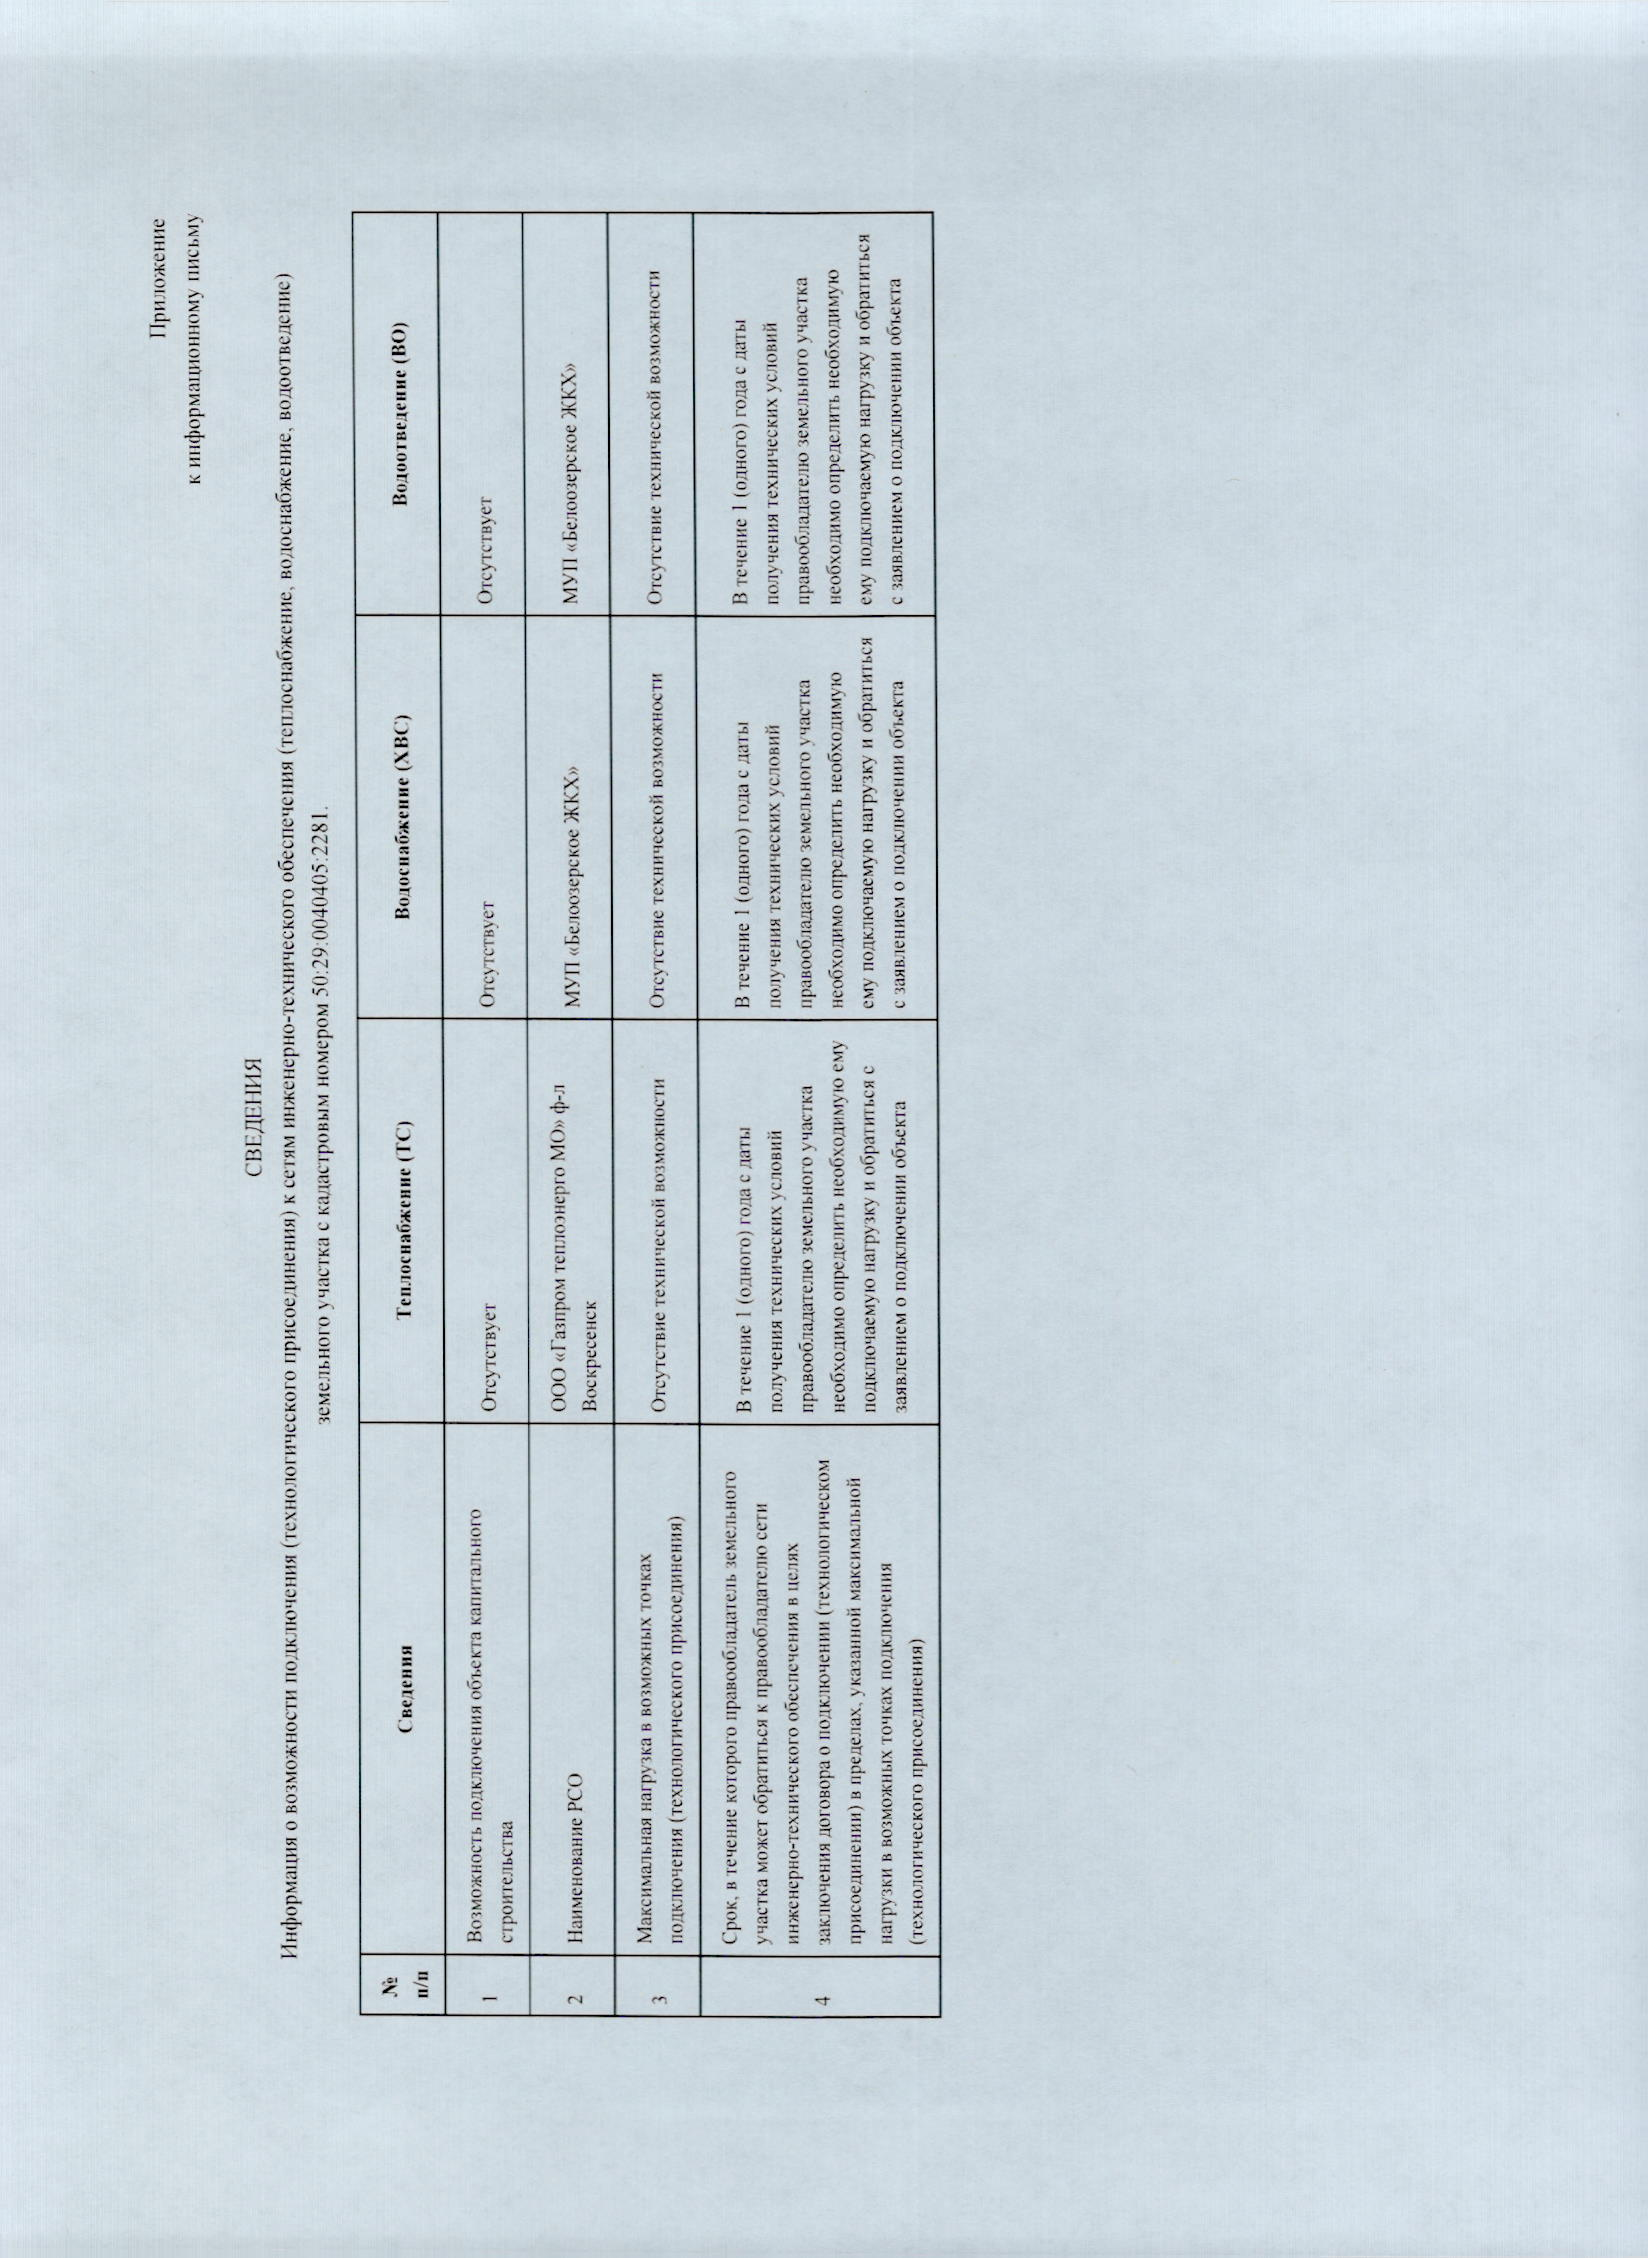 Приложение
к информационному письму
СВЕДЕНИЯ
Информация о возможности подключения (технологического присоединения) к сетям инженерно-технического обеспечения (теплоснабжение, водоснабжение, водоотведение)
земельного участка с кадастровым номером 50:29:0040405:2281.
№
п/п
Сведения
Теплоснабжение (ТС)
Водоснабжение (ХВС)
Водоотведение (ВО)
1
Возможность подключения объекта капитального
строительства
Отсутствует
Отсутствует
Отсутствует
2
Наименование РСО
ООО «Газпром теплоэнерго МО» ф-л
Воскресенск
МУП «Белоозерское ЖКХ»
МУП «Белоозерское ЖКХ»
3
Максимальная нагрузка в возможных точках
подключения (технологического присоединения)
Отсутствие технической возможности
Отсутствие технической возможности
Отсутствие технической возможности
4
Срок, в течение которого правообладатель земельного
участка может обратиться к правообладателю сети
инженерно-технического обеспечения в целях
заключения договора о подключении (технологическом
присоединении) в пределах, указанной максимальной
нагрузки в возможных точках подключения
(технологического присоединения)
В течение 1 (одного) года с даты
получения технических условий
правообладателю земельного участка
необходимо определить необходимую ему
подключаемую нагрузку и обратиться с
заявлением о подключении объекта
В течение 1 (одного) года с даты
получения технических условий
правообладателю земельного участка
необходимо определить необходимую
ему подключаемую нагрузку и обратиться
с заявлением о подключении объекта
В течение 1 (одного) года с даты
получения технических условий
правообладателю земельного участка
необходимо определить необходимую
ему подключаемую нагрузку и обратиться
с заявлением о подключении объекта